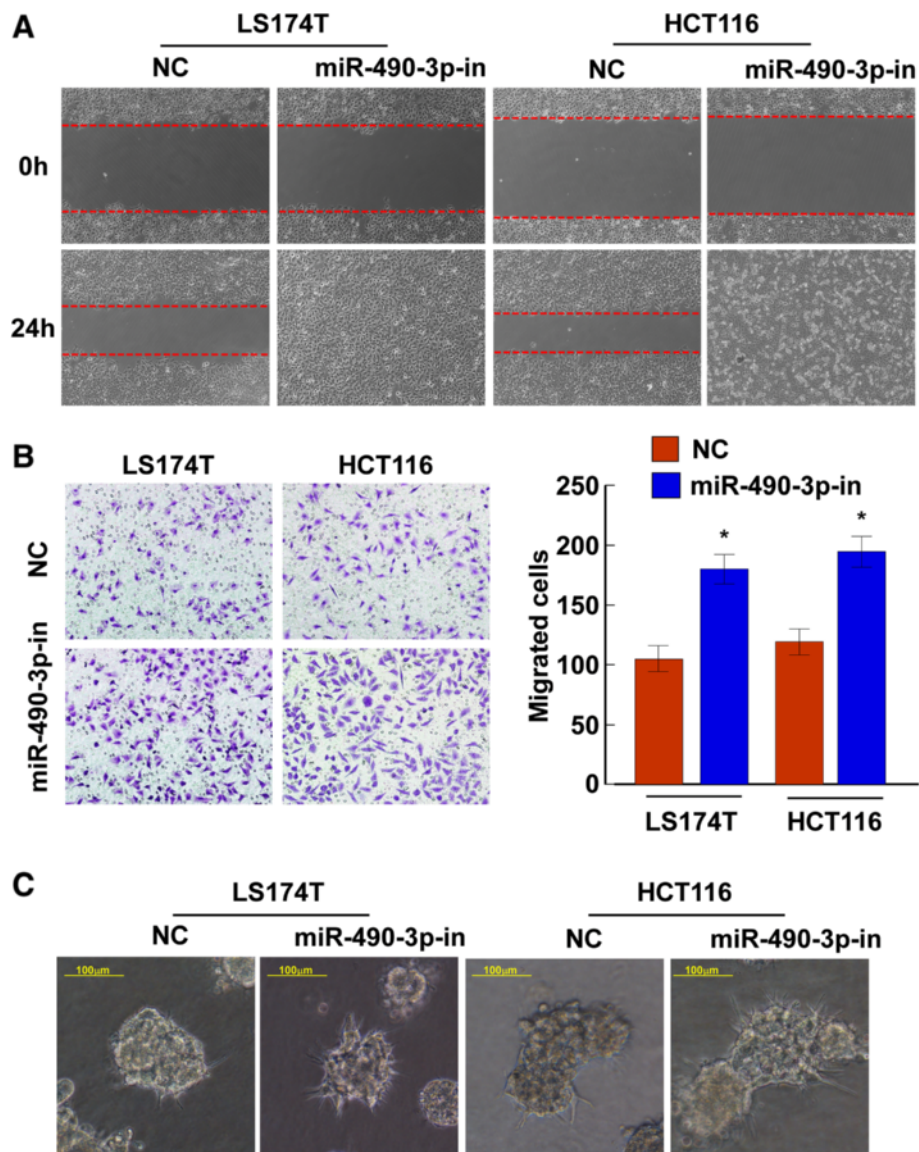 A
LS174T HCT116
NC miR-490-3p-in NC miR-490-3p-in
0h
24h
B
LS174T HCT116
NC
miR-490-3p-in
NC
miR-490-3p-in
Migrated cells
250
200
150
100
50
0
* *
LS174T HCT116
C
LS174T HCT116
NC miR-490-3p-in NC miR-490-3p-in
100μm 100μm 100μm 100μm